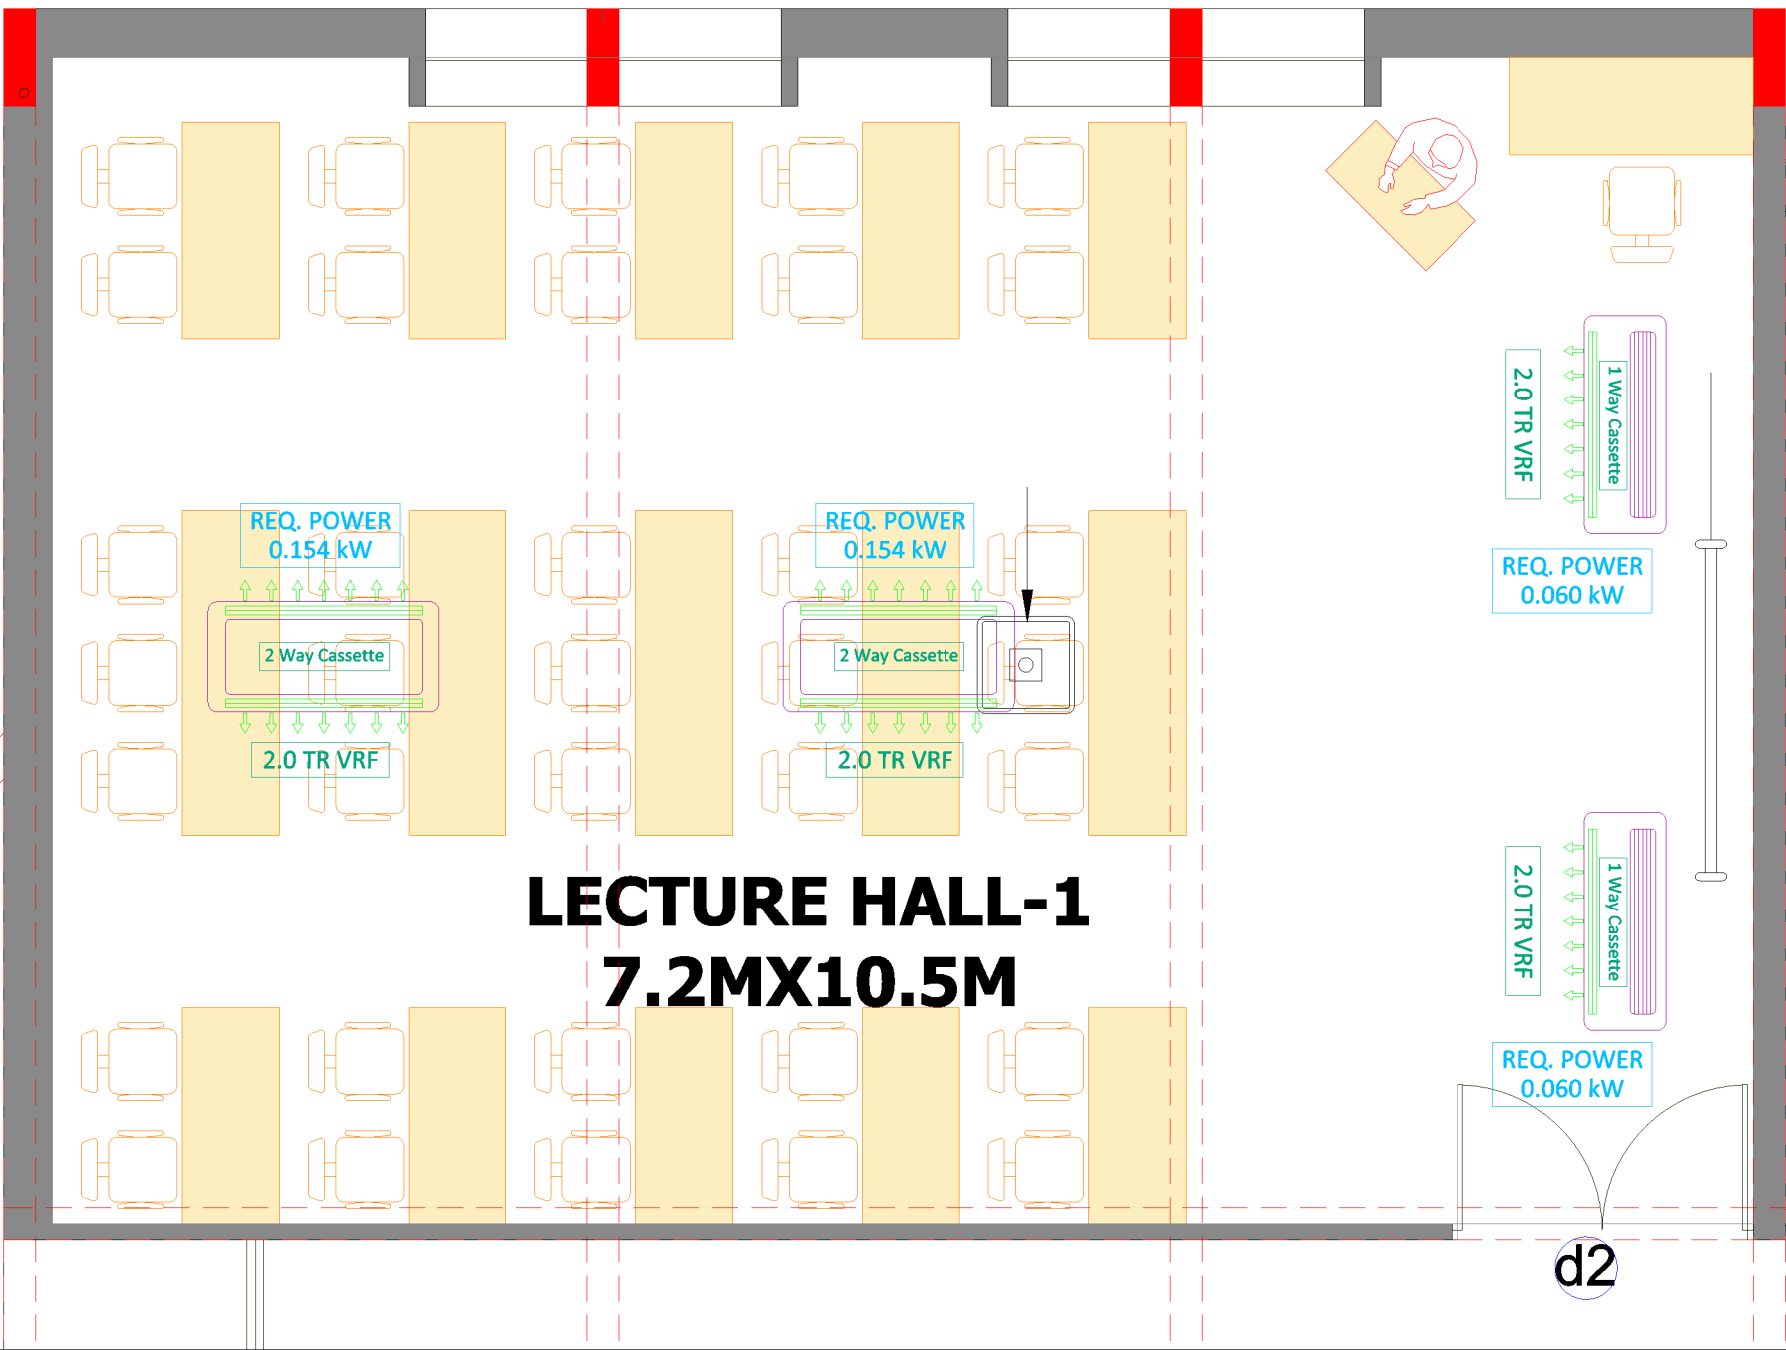 2.0 TR VRF
1 Way Cassette
REQ. POWER
0.154 kW
REQ. POWER
0.154 kW
REQ. POWER
0.060 kW
2 Way Cassette
2 Way Cassette
2.0 TR VRF
2.0 TR VRF
LECTURE HALL-1
7.2MX10.5M
2.0 TR VRF
1 Way Cassette
REQ. POWER
0.060 kW
d2